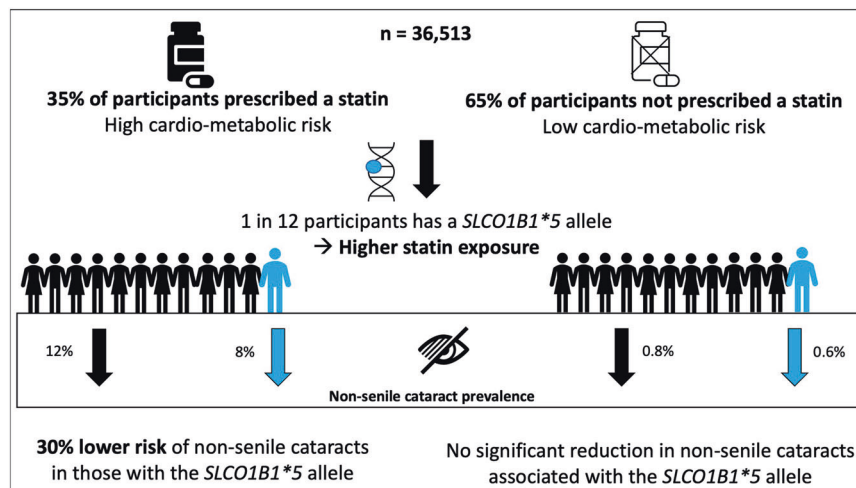 n = 36,513
35% of participants prescribed a statin
High cardio-metabolic risk
65% of participants not prescribed a statin
Low cardio-metabolic risk
1 in 12 participants has a SLCO1B1*5 allele
→ Higher statin exposure
12%
8%
0.8%
0.6%
Non-senile cataract prevalence
30% lower risk of non-senile cataracts
in those with the SLCO1B1*5 allele
No significant reduction in non-senile cataracts
associated with the SLCO1B1*5 allele